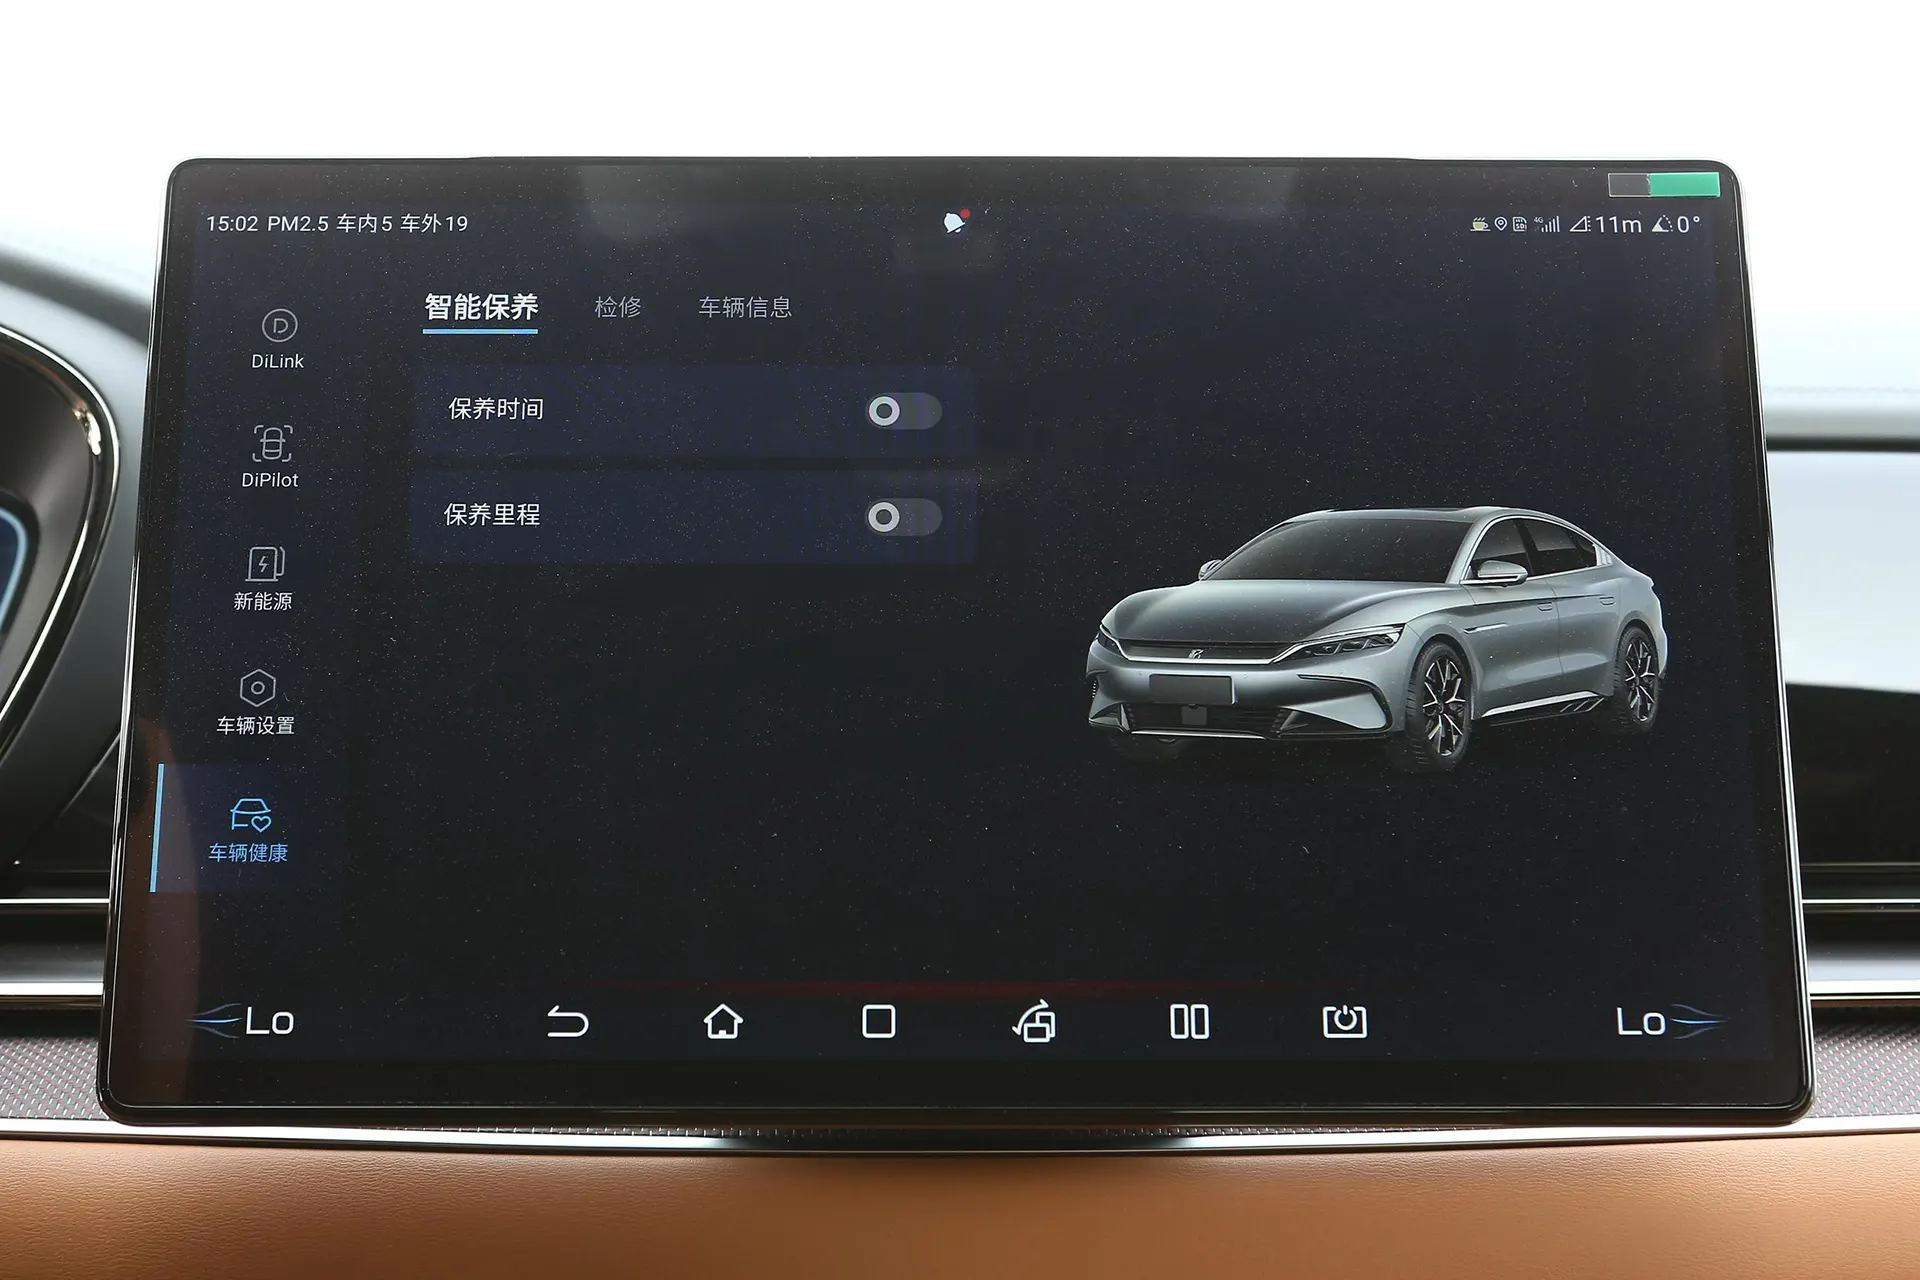 15:02 PM2.5 车内5 车外19
4G 11m 0°
智能保养 检修 车辆信息
DiLink
保养时间
DiPilot
保养里程
新能源
车辆设置
车辆健康
Lo
Lo